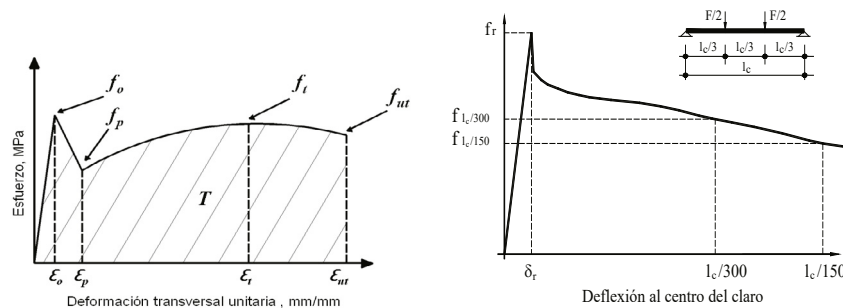 f_o
f_p
f_t
f_ut
T
Esfuerzo, MPa
ε_o ε_p ε_t ε_ut
Deformación transversal unitaria , mm/mm
F/2 F/2
l_c/3 l_c/3 l_c/3
l_c
f_r
f l_c/300
f l_c/150
δ_r l_c/300 l_c/150
Deflexión al centro del claro